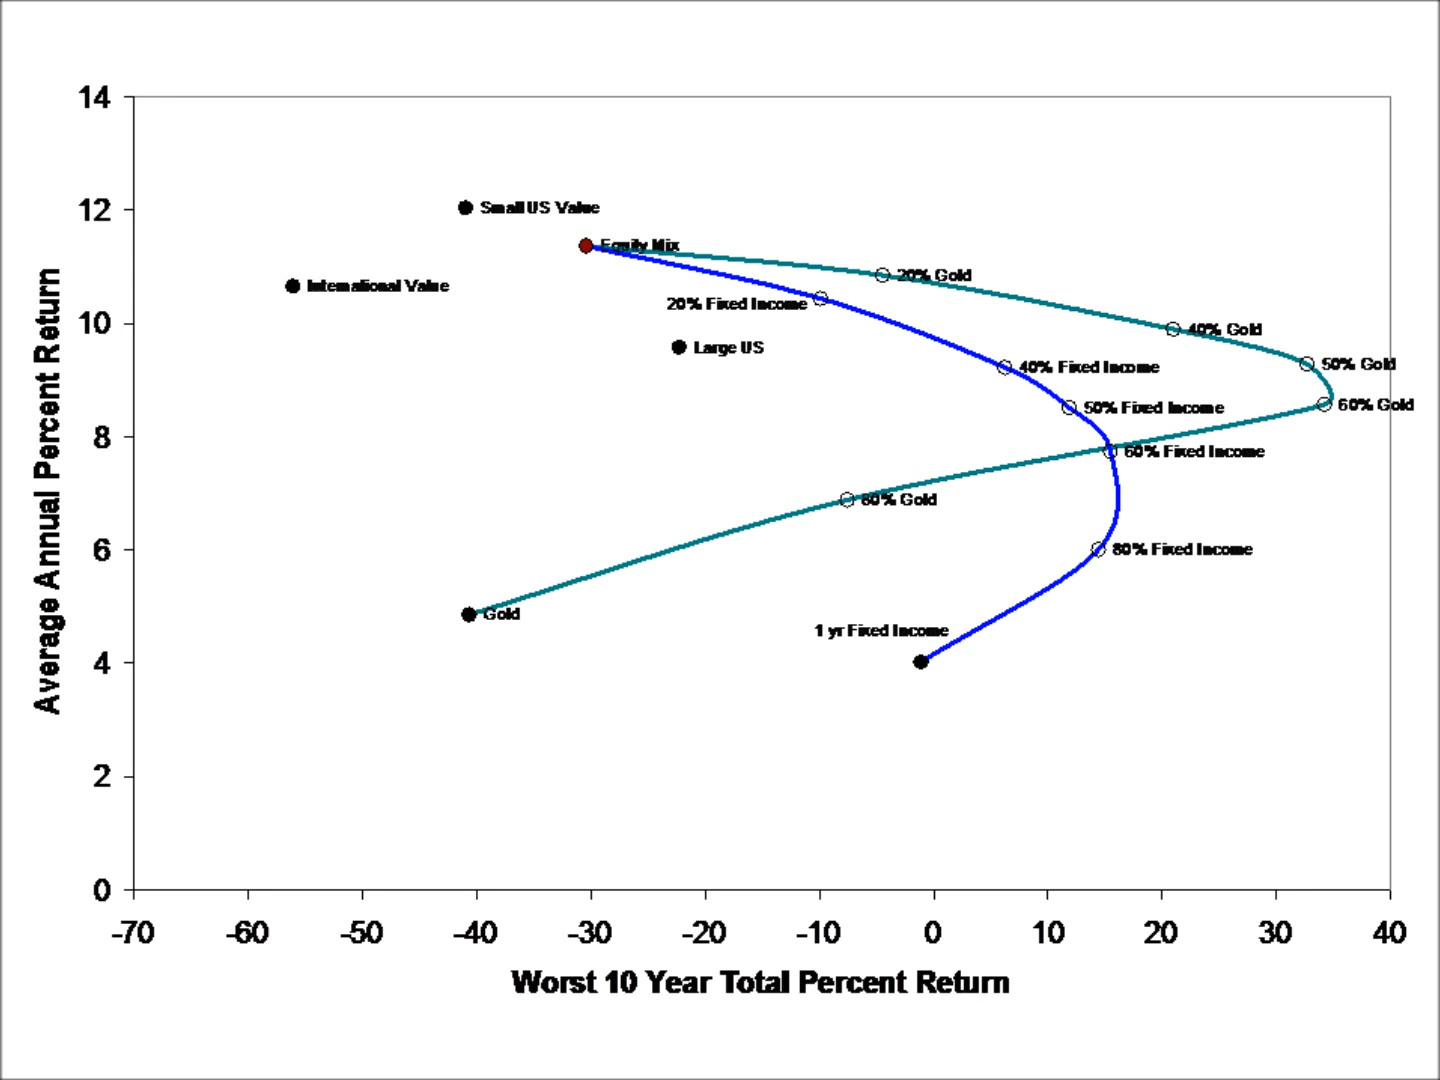 14
12
10
8
6
4
2
0
Average Annual Percent Return
Small US Value
Equity Mix
International Value
20% Gold
20% Fixed Income
40% Gold
Large US
50% Gold
40% Fixed Income
60% Gold
50% Fixed Income
60% Fixed Income
80% Gold
80% Fixed Income
Gold
1 yr Fixed Income
-70 -60 -50 -40 -30 -20 -10 0 10 20 30 40
Worst 10 Year Total Percent Return